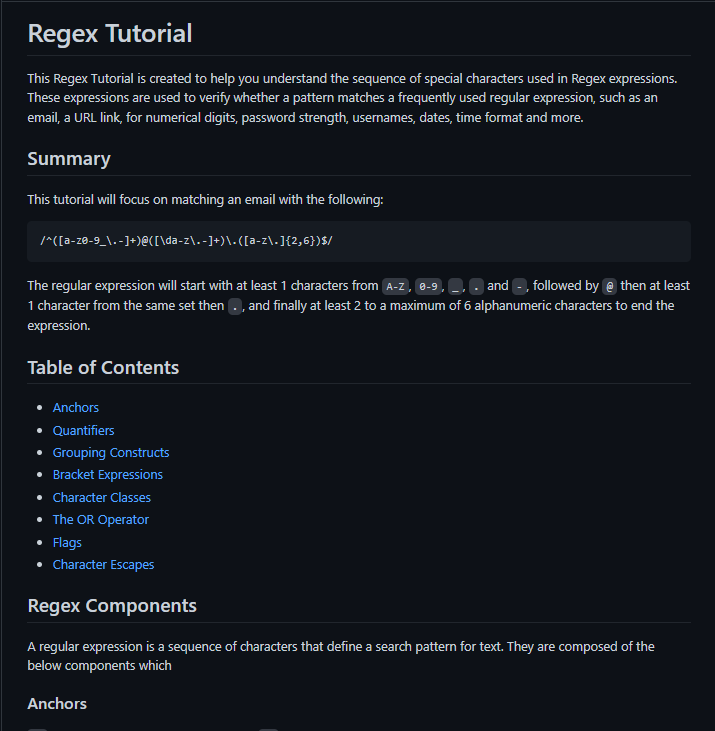 Regex Tutorial
This Regex Tutorial is created to help you understand the sequence of special characters used in Regex expressions.
These expressions are used to verify whether a pattern matches a frequently used regular expression, such as an
email, a URL link, for numerical digits, password strength, usernames, dates, time format and more.
Summary
This tutorial will focus on matching an email with the following:
/^([a-z0-9_\.-]+)@([\da-z\.-]+)\.([a-z\.]{2,6})$/
The regular expression will start with at least 1 characters from A-Z, 0-9, _, . and -, followed by @ then at least
1 character from the same set then ., and finally at least 2 to a maximum of 6 alphanumeric characters to end the
expression.
Table of Contents
Anchors
Quantifiers
Grouping Constructs
Bracket Expressions
Character Classes
The OR Operator
Flags
Character Escapes
Regex Components
A regular expression is a sequence of characters that define a search pattern for text. They are composed of the
below components which
Anchors